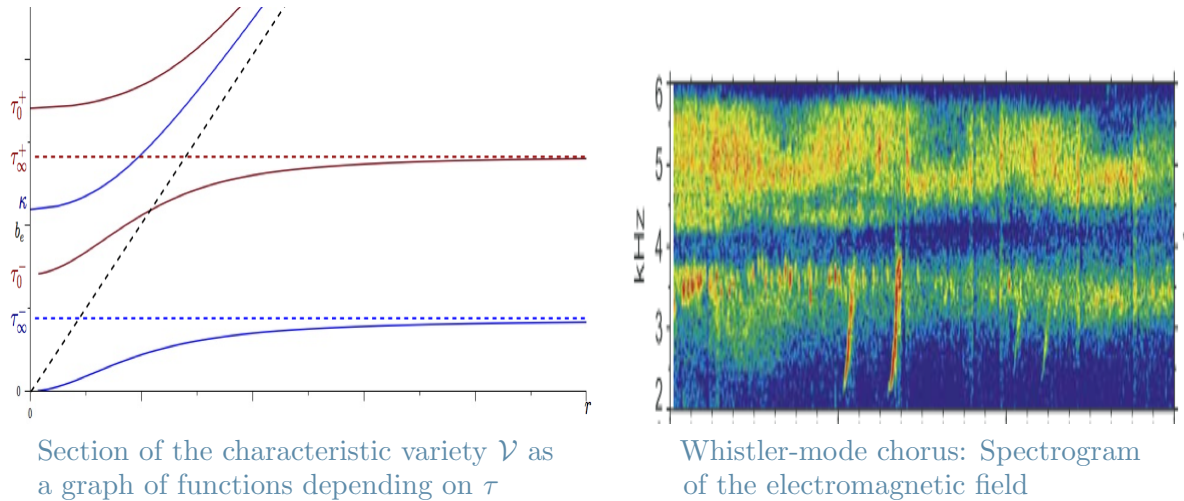 τ₀⁺
τ∞⁺
κ
bₑ
τ₀⁻
τ∞⁻
0
0
r
6
5
4
3
2
kHz
Section of the characteristic variety 𝒱 as
a graph of functions depending on τ
Whistler-mode chorus: Spectrogram
of the electromagnetic field